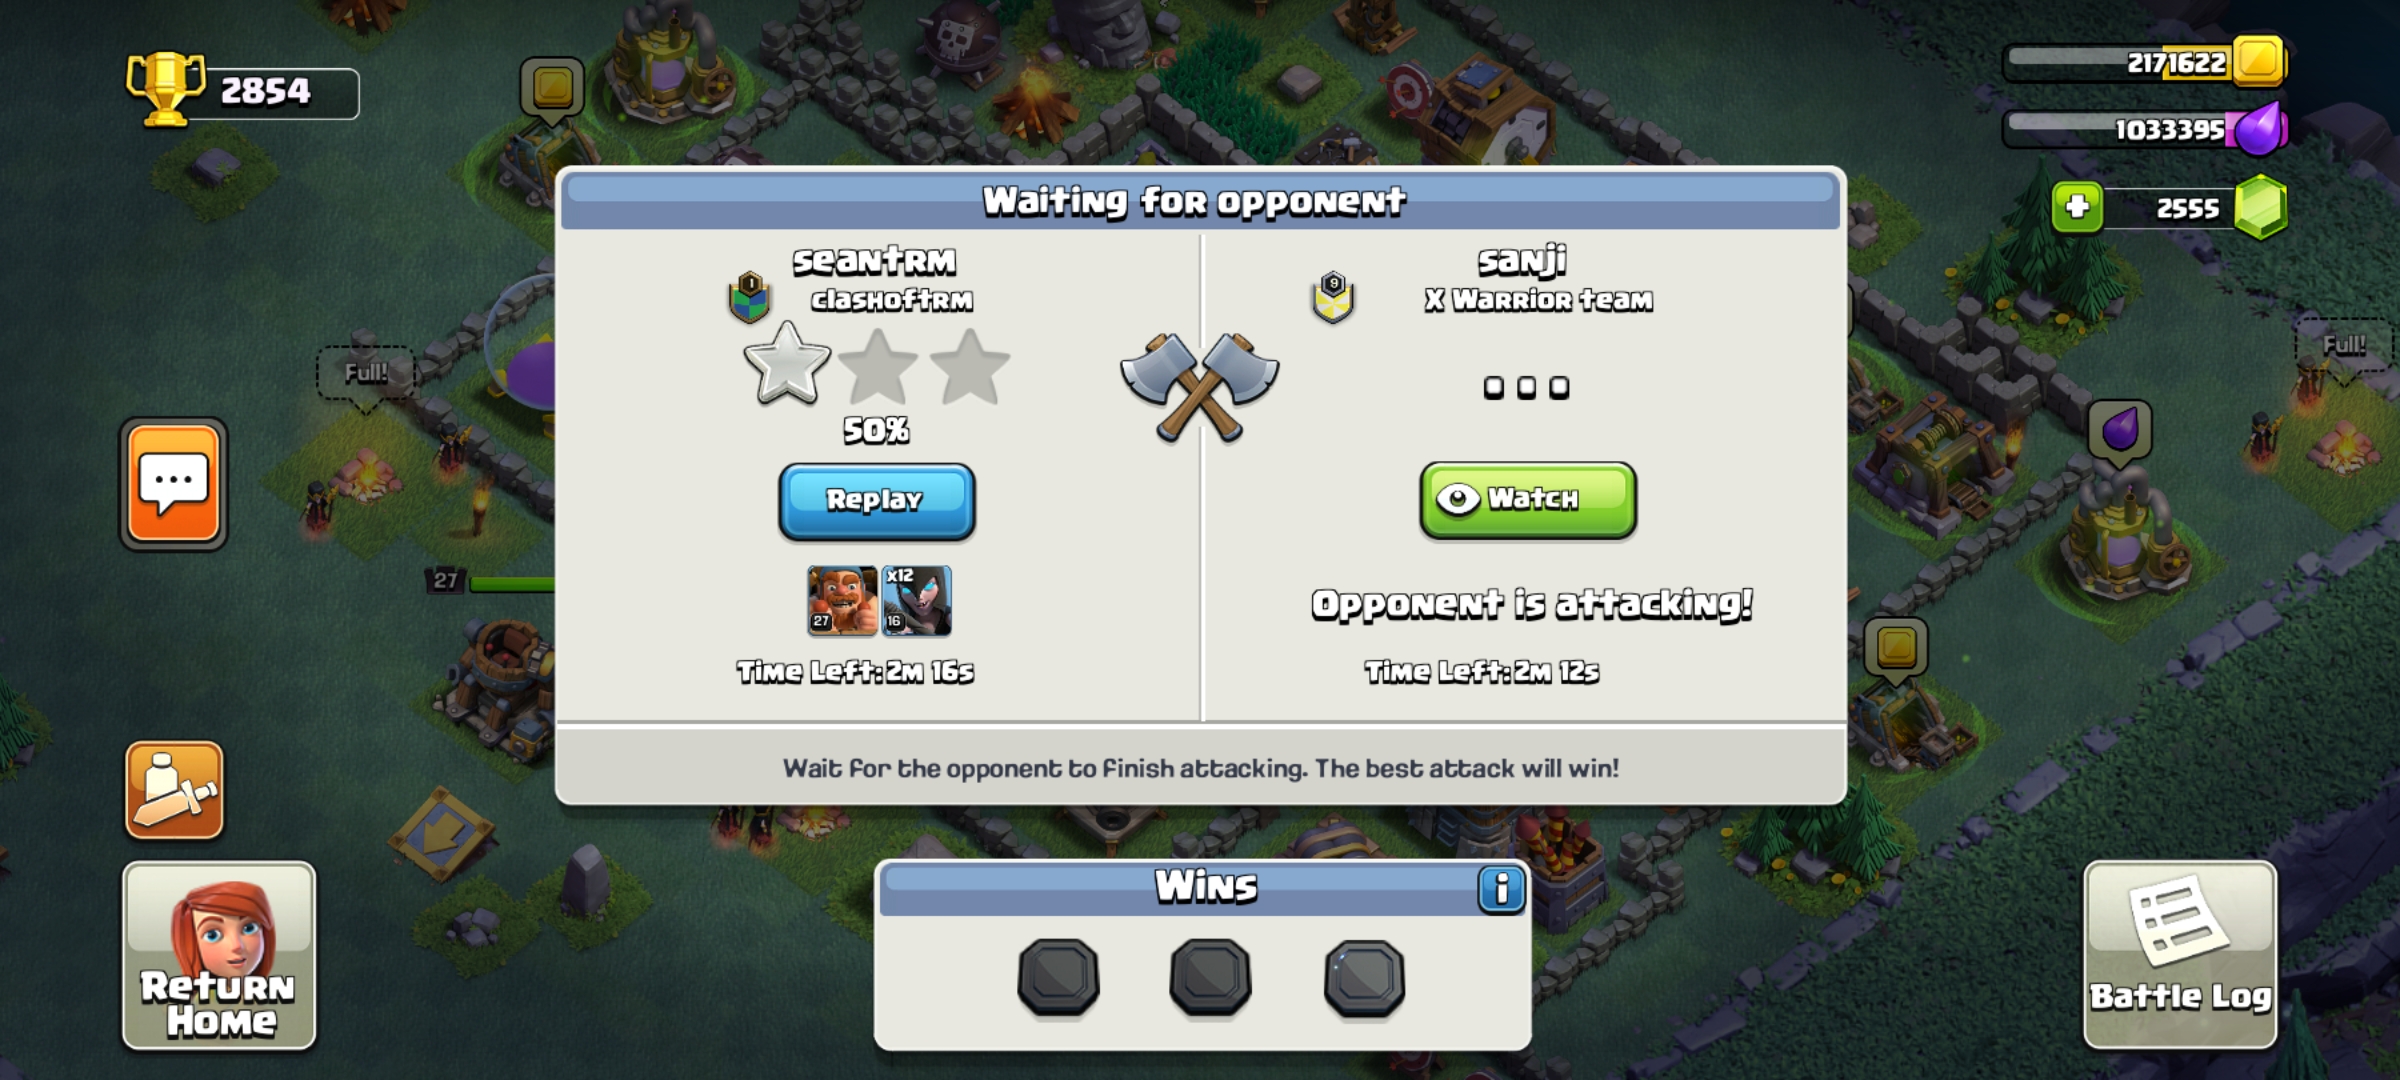 2854
2171622
1033395
2555
Waiting for opponent
seantrm
1
clashoftrm
50%
Replay
x12
27
16
Time Left:2m 16s
sanji
9
X Warrior team
Watch
Opponent is attacking!
Time Left:2m 12s
Wait for the opponent to finish attacking. The best attack will win!
Full!
Full!
27
Wins
i
Return
Home
Battle Log